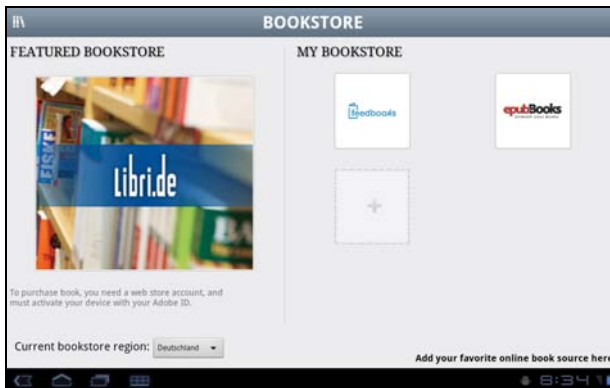 BOOKSTORE
FEATURED BOOKSTORE
MY BOOKSTORE
FISKE
Libri.de
feedbooks
epubBooks
+
To purchase book, you need a web store account, and
must activate your device with your Adobe ID.
Current bookstore region: Deutschland
Add your favorite online book source here
8:34